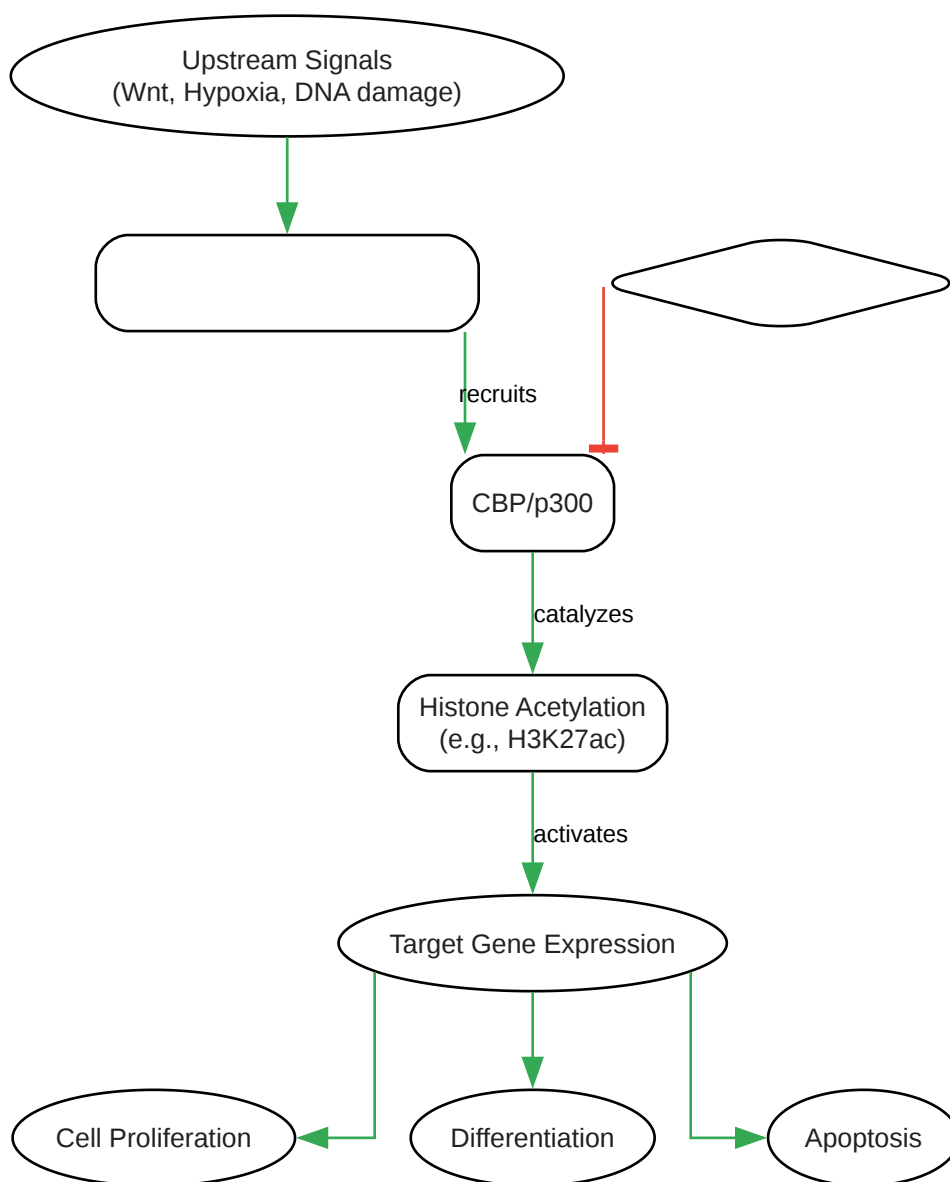 Upstream Signals
(Wnt, Hypoxia, DNA damage)
recruits
CBP/p300
catalyzes
Histone Acetylation
(e.g., H3K27ac)
activates
Target Gene Expression
Cell Proliferation
Differentiation
Apoptosis